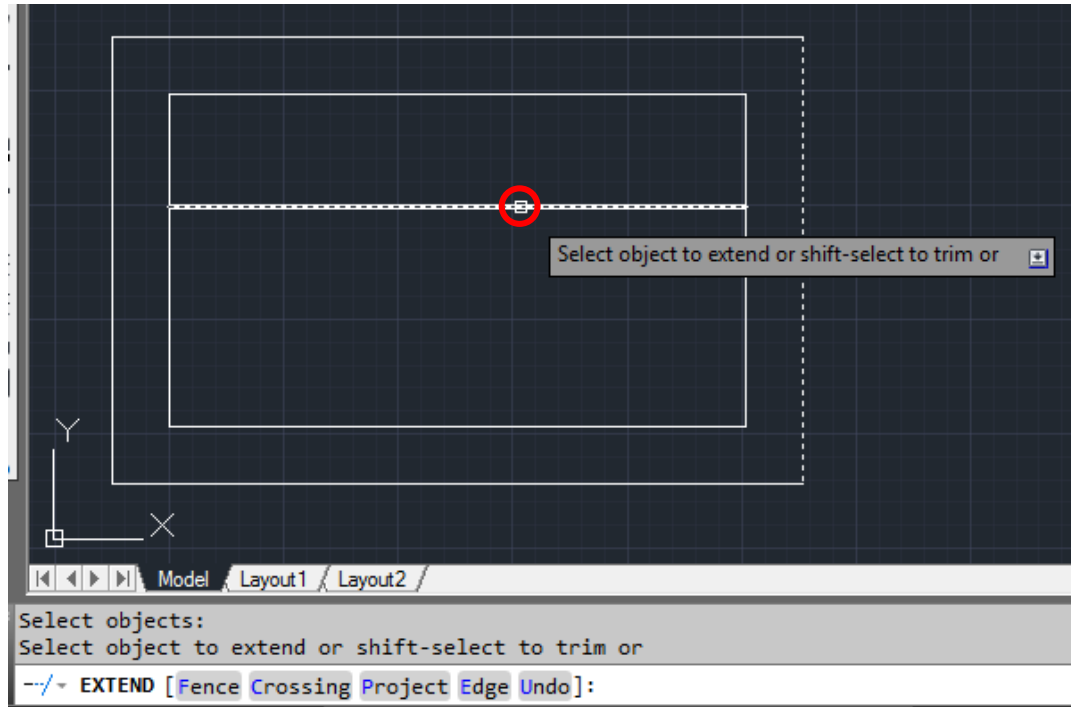 Select object to extend or shift-select to trim or
Y
X
Model Layout1 Layout2
Select objects:
Select object to extend or shift-select to trim or
EXTEND [Fence Crossing Project Edge Undo]: